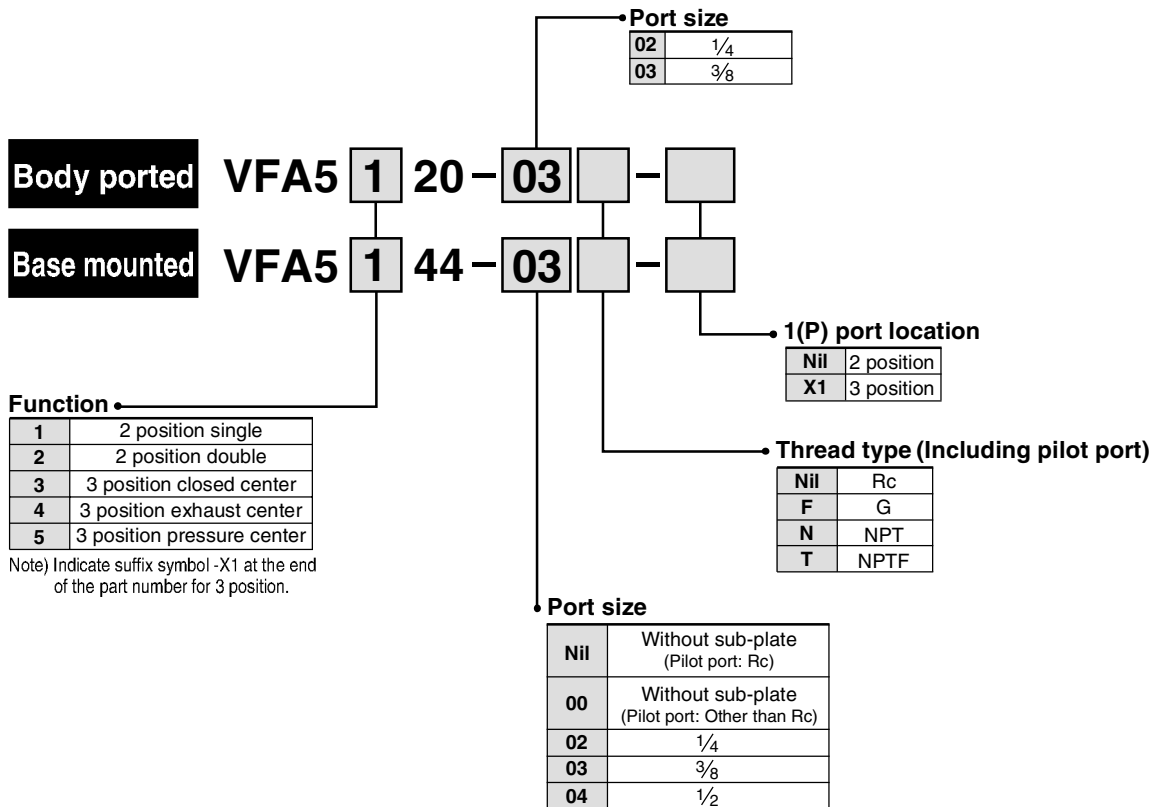 Port size
02 1/4
03 3/8
Body ported VFA5 1 20 – 03 –
Base mounted VFA5 1 44 – 03 –
1(P) port location
Nil 2 position
X1 3 position
Function
1 2 position single
2 2 position double
3 3 position closed center
4 3 position exhaust center
5 3 position pressure center
Note) Indicate suffix symbol -X1 at the end
of the part number for 3 position.
Thread type (Including pilot port)
Nil Rc
F G
N NPT
T NPTF
Port size
Nil Without sub-plate
(Pilot port: Rc)
00 Without sub-plate
(Pilot port: Other than Rc)
02 1/4
03 3/8
04 1/2